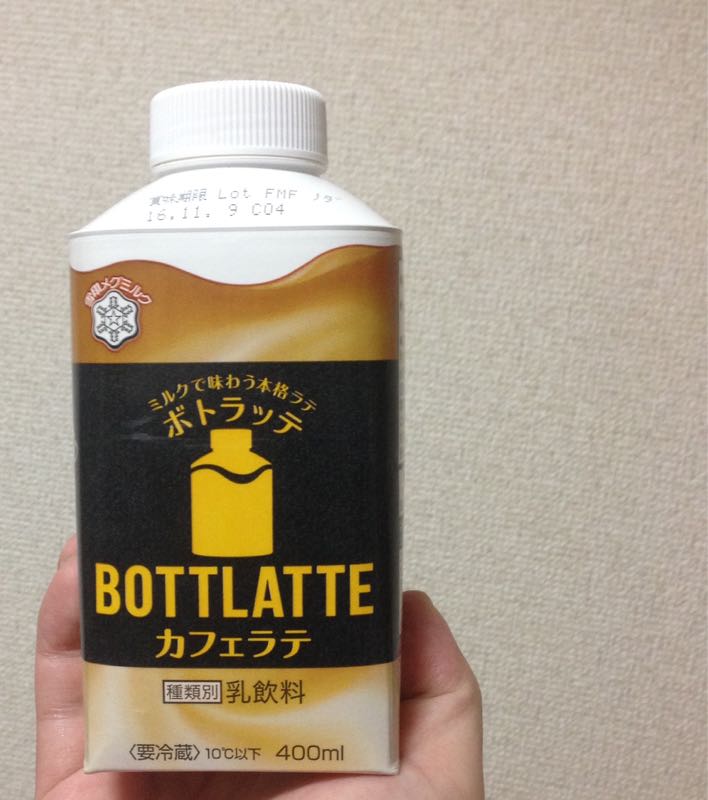 賞味期限 Lot FMF
16.11. 9 C04
雪印メグミルク
ミルクで味わう本格ラテ
ボトラッテ
BOTTLATTE
カフェラテ
種類別 乳飲料
〈要冷蔵〉10℃以下 400ml